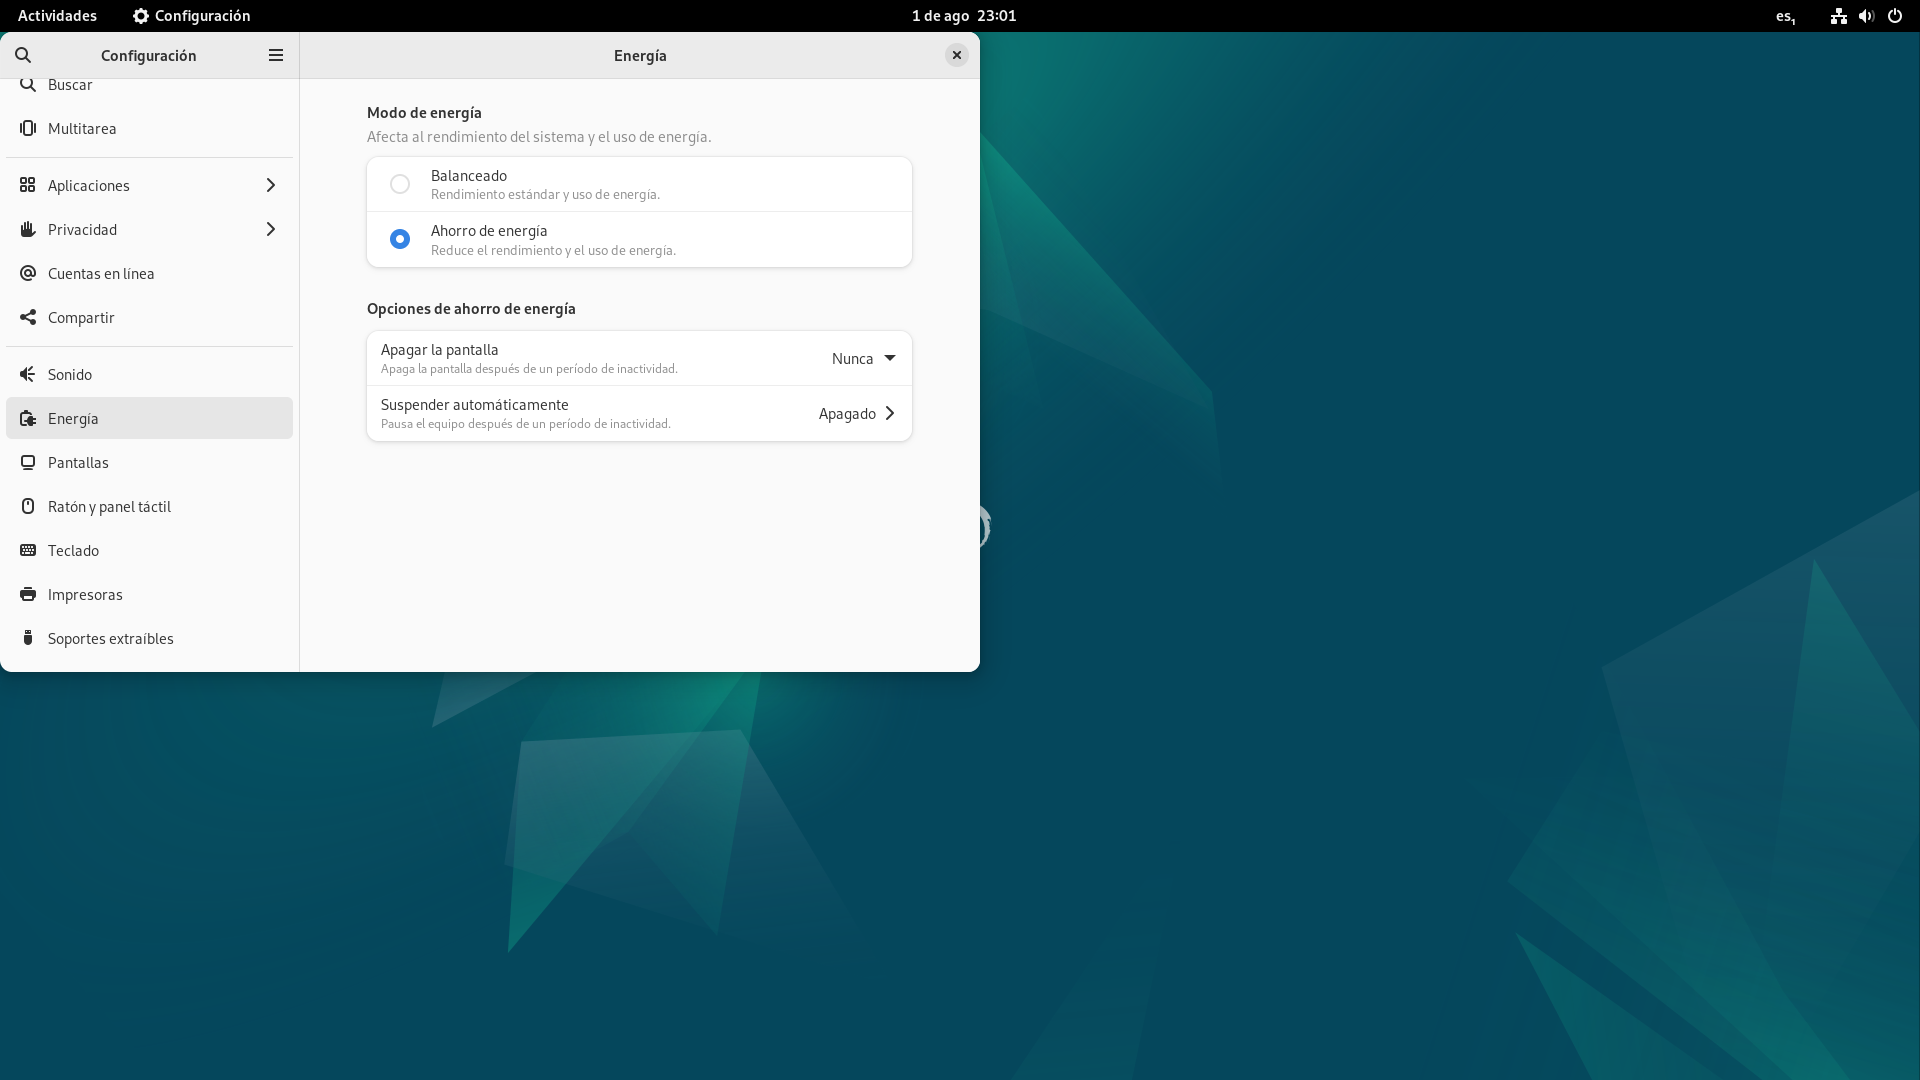 Actividades
Configuración
1 de ago 23:01
es₁
Configuración
Energía
Buscar
Multitarea
Aplicaciones
Privacidad
Cuentas en línea
Compartir
Sonido
Energía
Pantallas
Ratón y panel táctil
Teclado
Impresoras
Soportes extraíbles
Modo de energía
Afecta al rendimiento del sistema y el uso de energía.
Balanceado
Rendimiento estándar y uso de energía.
Ahorro de energía
Reduce el rendimiento y el uso de energía.
Opciones de ahorro de energía
Apagar la pantalla
Apaga la pantalla después de un período de inactividad.
Nunca
Suspender automáticamente
Pausa el equipo después de un período de inactividad.
Apagado